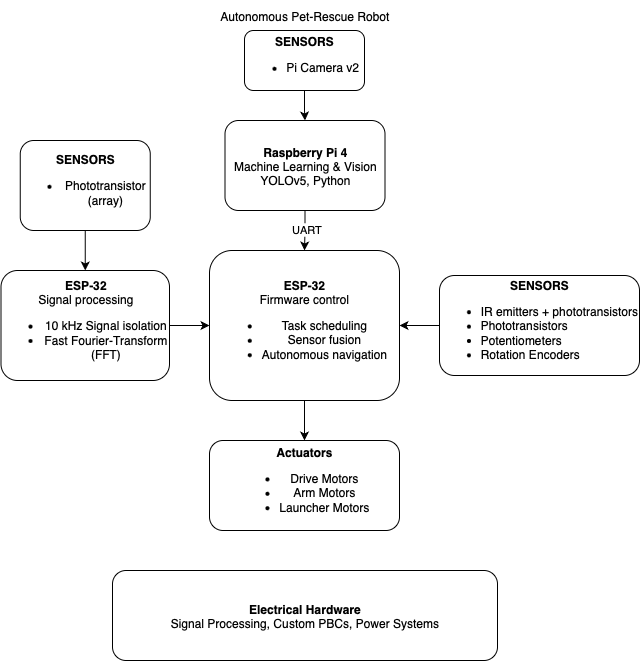 Autonomous Pet-Rescue Robot
SENSORS
• Pi Camera v2
Raspberry Pi 4
Machine Learning & Vision
YOLOv5, Python
SENSORS
• Phototransistor
(array)
UART
ESP-32
Signal processing
• 10 kHz Signal isolation
• Fast Fourier-Transform
(FFT)
ESP-32
Firmware control
• Task scheduling
• Sensor fusion
• Autonomous navigation
SENSORS
• IR emitters + phototransistors
• Phototransistors
• Potentiometers
• Rotation Encoders
Actuators
• Drive Motors
• Arm Motors
• Launcher Motors
Electrical Hardware
Signal Processing, Custom PBCs, Power Systems